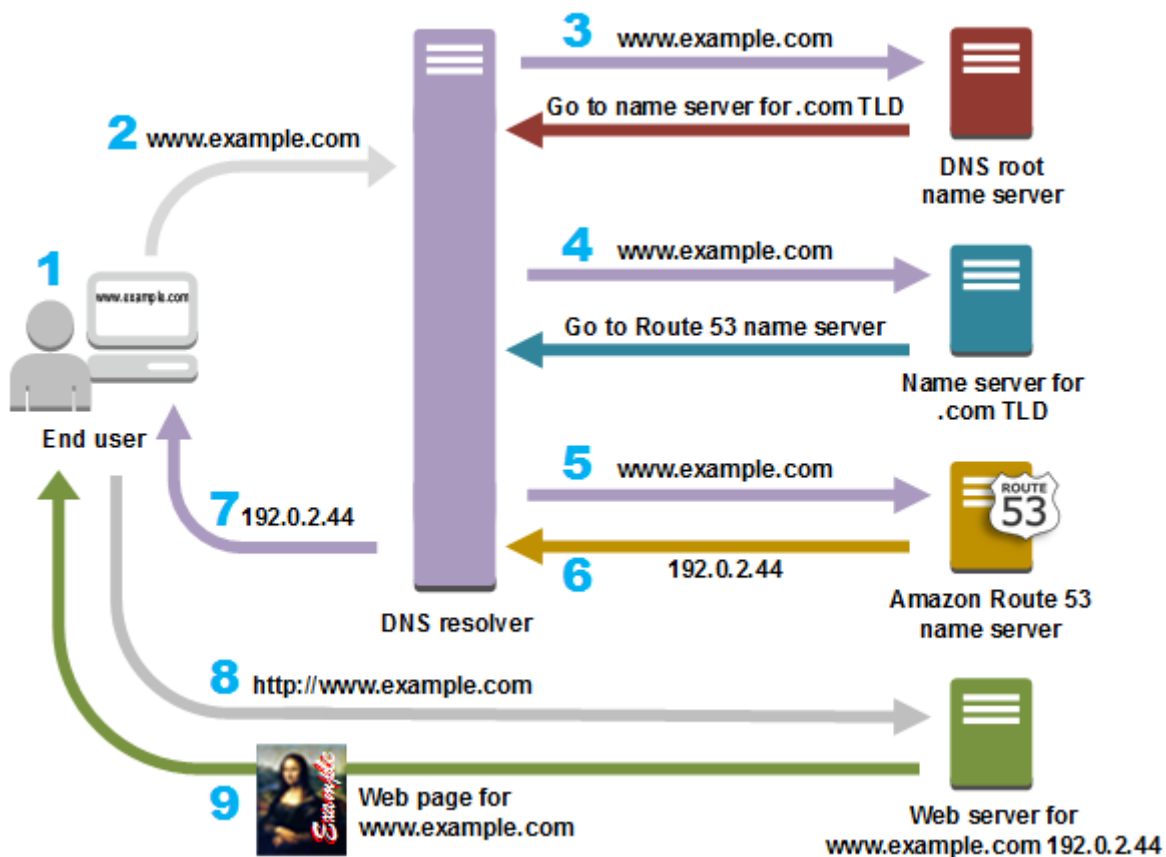 3 www.example.com
Go to name server for .com TLD
DNS root
name server
2 www.example.com
1
www.example.com
End user
4 www.example.com
Go to Route 53 name server
Name server for
.com TLD
5 www.example.com
ROUTE
53
6 192.0.2.44
Amazon Route 53
name server
7 192.0.2.44
DNS resolver
8 http://www.example.com
9
Example
Web page for
www.example.com
Web server for
www.example.com 192.0.2.44